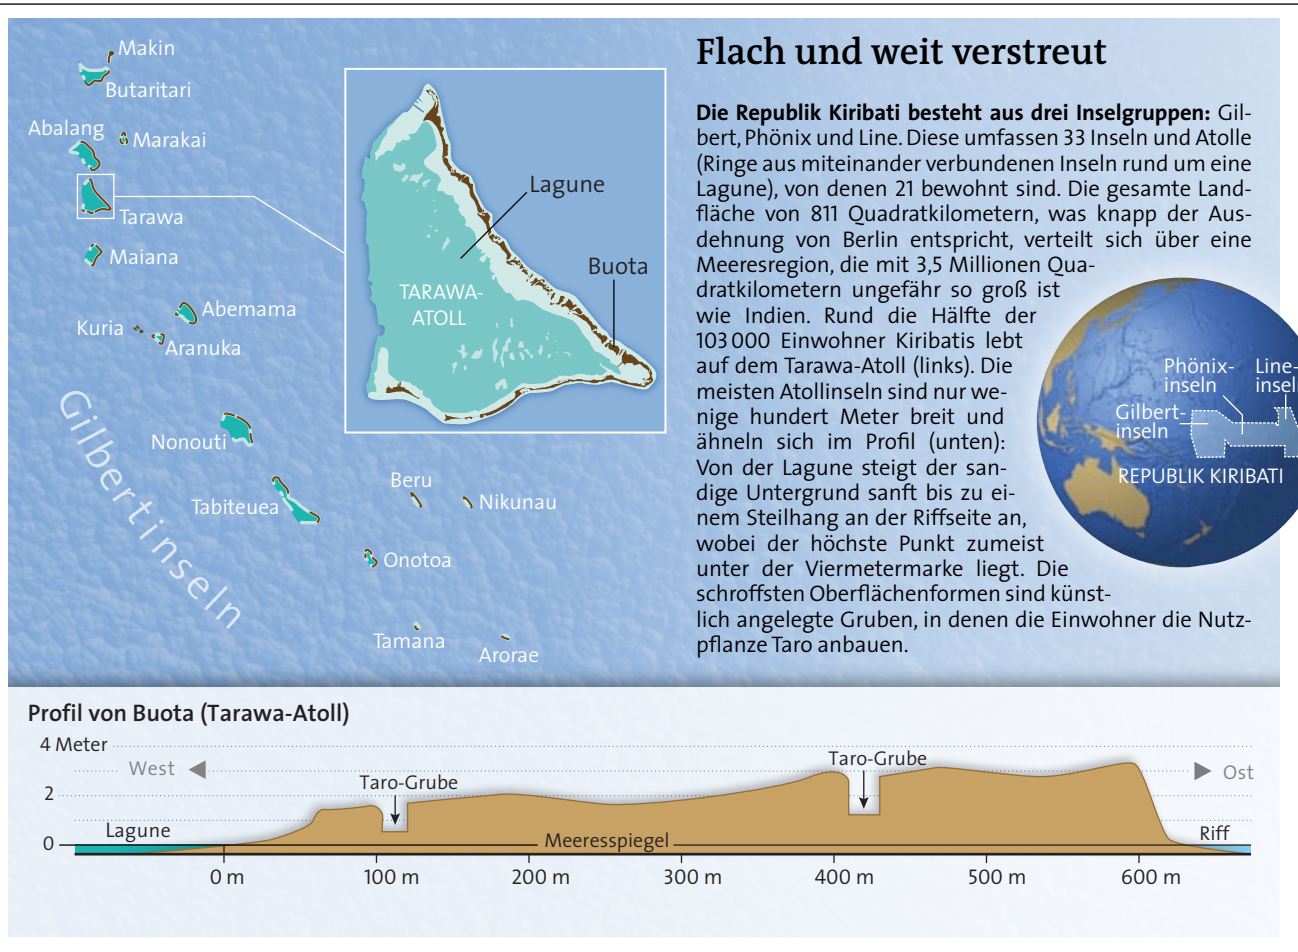 Flach und weit verstreut
Die Republik Kiribati besteht aus drei Inselgruppen: Gil-
bert, Phönix und Line. Diese umfassen 33 Inseln und Atolle
(Ringe aus miteinander verbundenen Inseln rund um eine
Lagune), von denen 21 bewohnt sind. Die gesamte Land-
fläche von 811 Quadratkilometern, was knapp der Aus-
dehnung von Berlin entspricht, verteilt sich über eine
Meeresregion, die mit 3,5 Millionen Qua-
dratkilometern ungefähr so groß ist
wie Indien. Rund die Hälfte der
103 000 Einwohner Kiribatis lebt
auf dem Tarawa-Atoll (links). Die
meisten Atollinseln sind nur we-
nige hundert Meter breit und
ähneln sich im Profil (unten):
Von der Lagune steigt der san-
dige Untergrund sanft bis zu ei-
nem Steilhang an der Riffseite an,
wobei der höchste Punkt zumeist
unter der Viermetermarke liegt. Die
schroffsten Oberflächenformen sind künst-
lich angelegte Gruben, in denen die Einwohner die Nutz-
pflanze Taro anbauen.
Makin
Butaritari
Abalang
Marakai
Tarawa
Maiana
Abemama
Kuria
Aranuka
Nonouti
Beru
Tabiteuea
Nikunau
Onotoa
Tamana
Arorae
Gilbertinseln
Lagune
Buota
TARAWA-
ATOLL
Phönix-
inseln
Line-
inseln
Gilbert-
inseln
REPUBLIK KIRIBATI
Profil von Buota (Tarawa-Atoll)
4 Meter
West
Taro-Grube
Taro-Grube
Ost
2
Lagune
Riff
0
Meeresspiegel
0 m
100 m
200 m
300 m
400 m
500 m
600 m